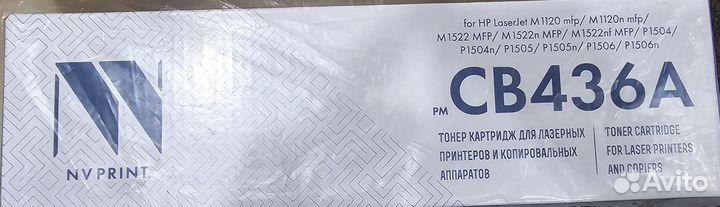 for HP LaserJet M1120 mfp/ M1120n mfp/
M1522 MFP/ M1522n MFP/ M1522nf MFP/ P1504/
P1504n/ P1505/ P1505n/ P1506/ P1506n
PM CB436A
NV PRINT
ТОНЕР КАРТРИДЖ ДЛЯ ЛАЗЕРНЫХ
ПРИНТЕРОВ И КОПИРОВАЛЬНЫХ
АППАРАТОВ
TONER CARTRIDGE
FOR LASER PRINTERS
AND COPIERS
Avito